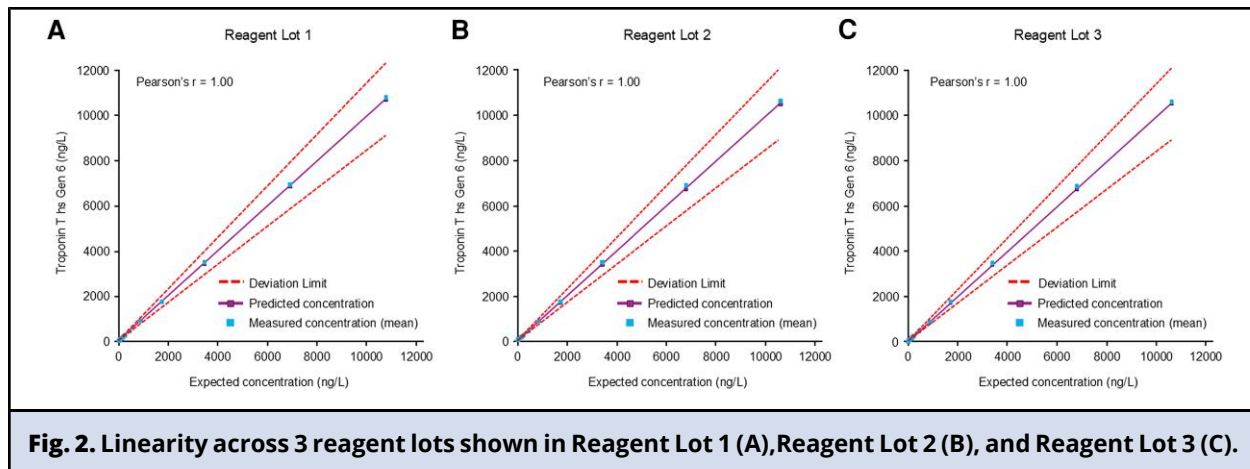 A
Reagent Lot 1
Pearson's r = 1.00
12000
10000
8000
6000
4000
2000
0
Troponin T hs Gen 6 (ng/L)
Deviation Limit
Predicted concentration
Measured concentration (mean)
0 2000 4000 6000 8000 10000 12000
Expected concentration (ng/L)
B
Reagent Lot 2
Pearson's r = 1.00
12000
10000
8000
6000
4000
2000
0
Troponin T hs Gen 6 (ng/L)
Deviation Limit
Predicted concentration
Measured concentration (mean)
0 2000 4000 6000 8000 10000 12000
Expected concentration (ng/L)
C
Reagent Lot 3
Pearson's r = 1.00
12000
10000
8000
6000
4000
2000
0
Troponin T hs Gen 6 (ng/L)
Deviation Limit
Predicted concentration
Measured concentration (mean)
0 2000 4000 6000 8000 10000 12000
Expected concentration (ng/L)
Fig. 2. Linearity across 3 reagent lots shown in Reagent Lot 1 (A),Reagent Lot 2 (B), and Reagent Lot 3 (C).